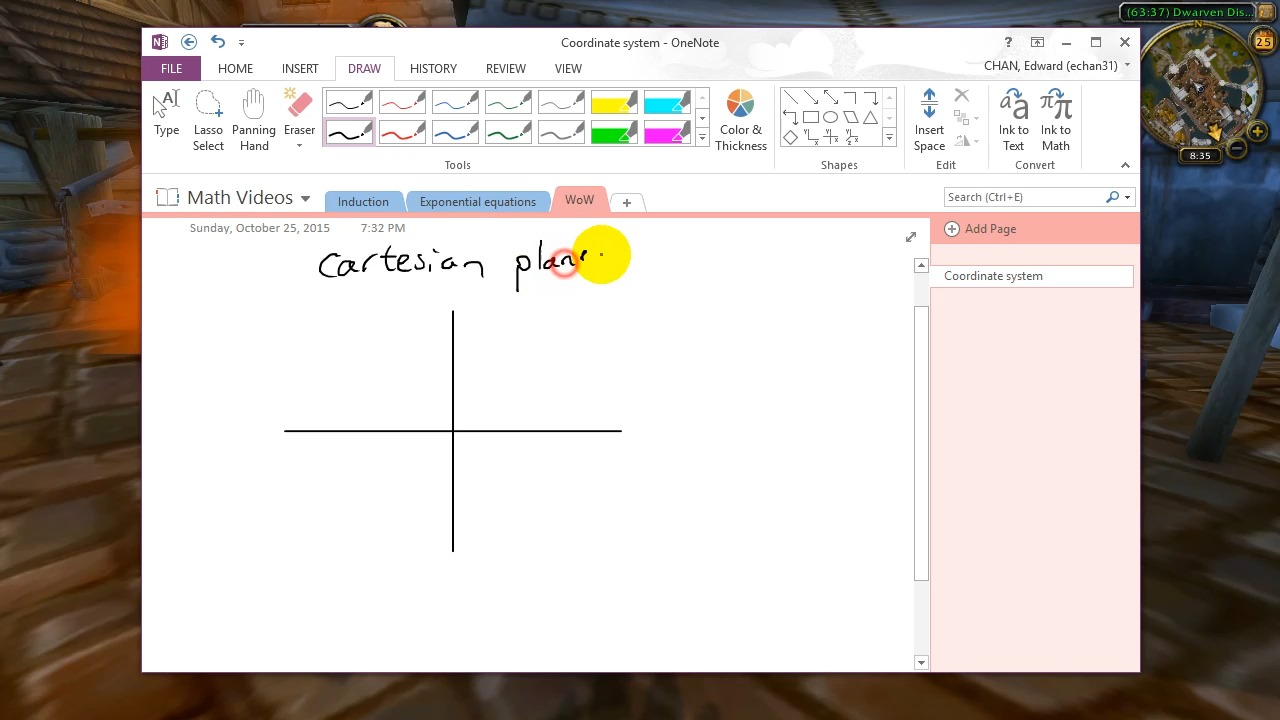 (63:37) Dwarven Dis...
N
25
8:35
Coordinate system - OneNote
?
CHAN, Edward (echan31)
FILE HOME INSERT DRAW HISTORY REVIEW VIEW
Type Lasso Select Panning Hand Eraser Color & Thickness Insert Space Ink to Text Ink to Math
Tools Shapes Edit Convert
Math Videos Induction Exponential equations WoW
Search (Ctrl+E)
Sunday, October 25, 2015 7:32 PM
Add Page
Coordinate system
Cartesian plan